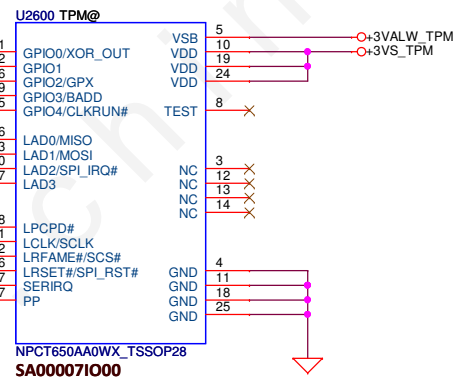 U2600 TPM@
VSB 5 +3VALW_TPM
GPIO0/XOR_OUT VDD 10 +3VS_TPM
GPIO1 VDD 19
GPIO2/GPX VDD 24
GPIO3/BADD
GPIO4/CLKRUN# TEST 8
LAD0/MISO
LAD1/MOSI
LAD2/SPI_IRQ# NC 3
LAD3 NC 12
NC 13
NC 14
LPCPD#
LCLK/SCLK
LRFAME#/SCS#
LRSET#/SPI_RST# GND 4
SERIRQ GND 11
PP GND 18
GND 25
NPCT650AA0WX_TSSOP28
SA00007IO00